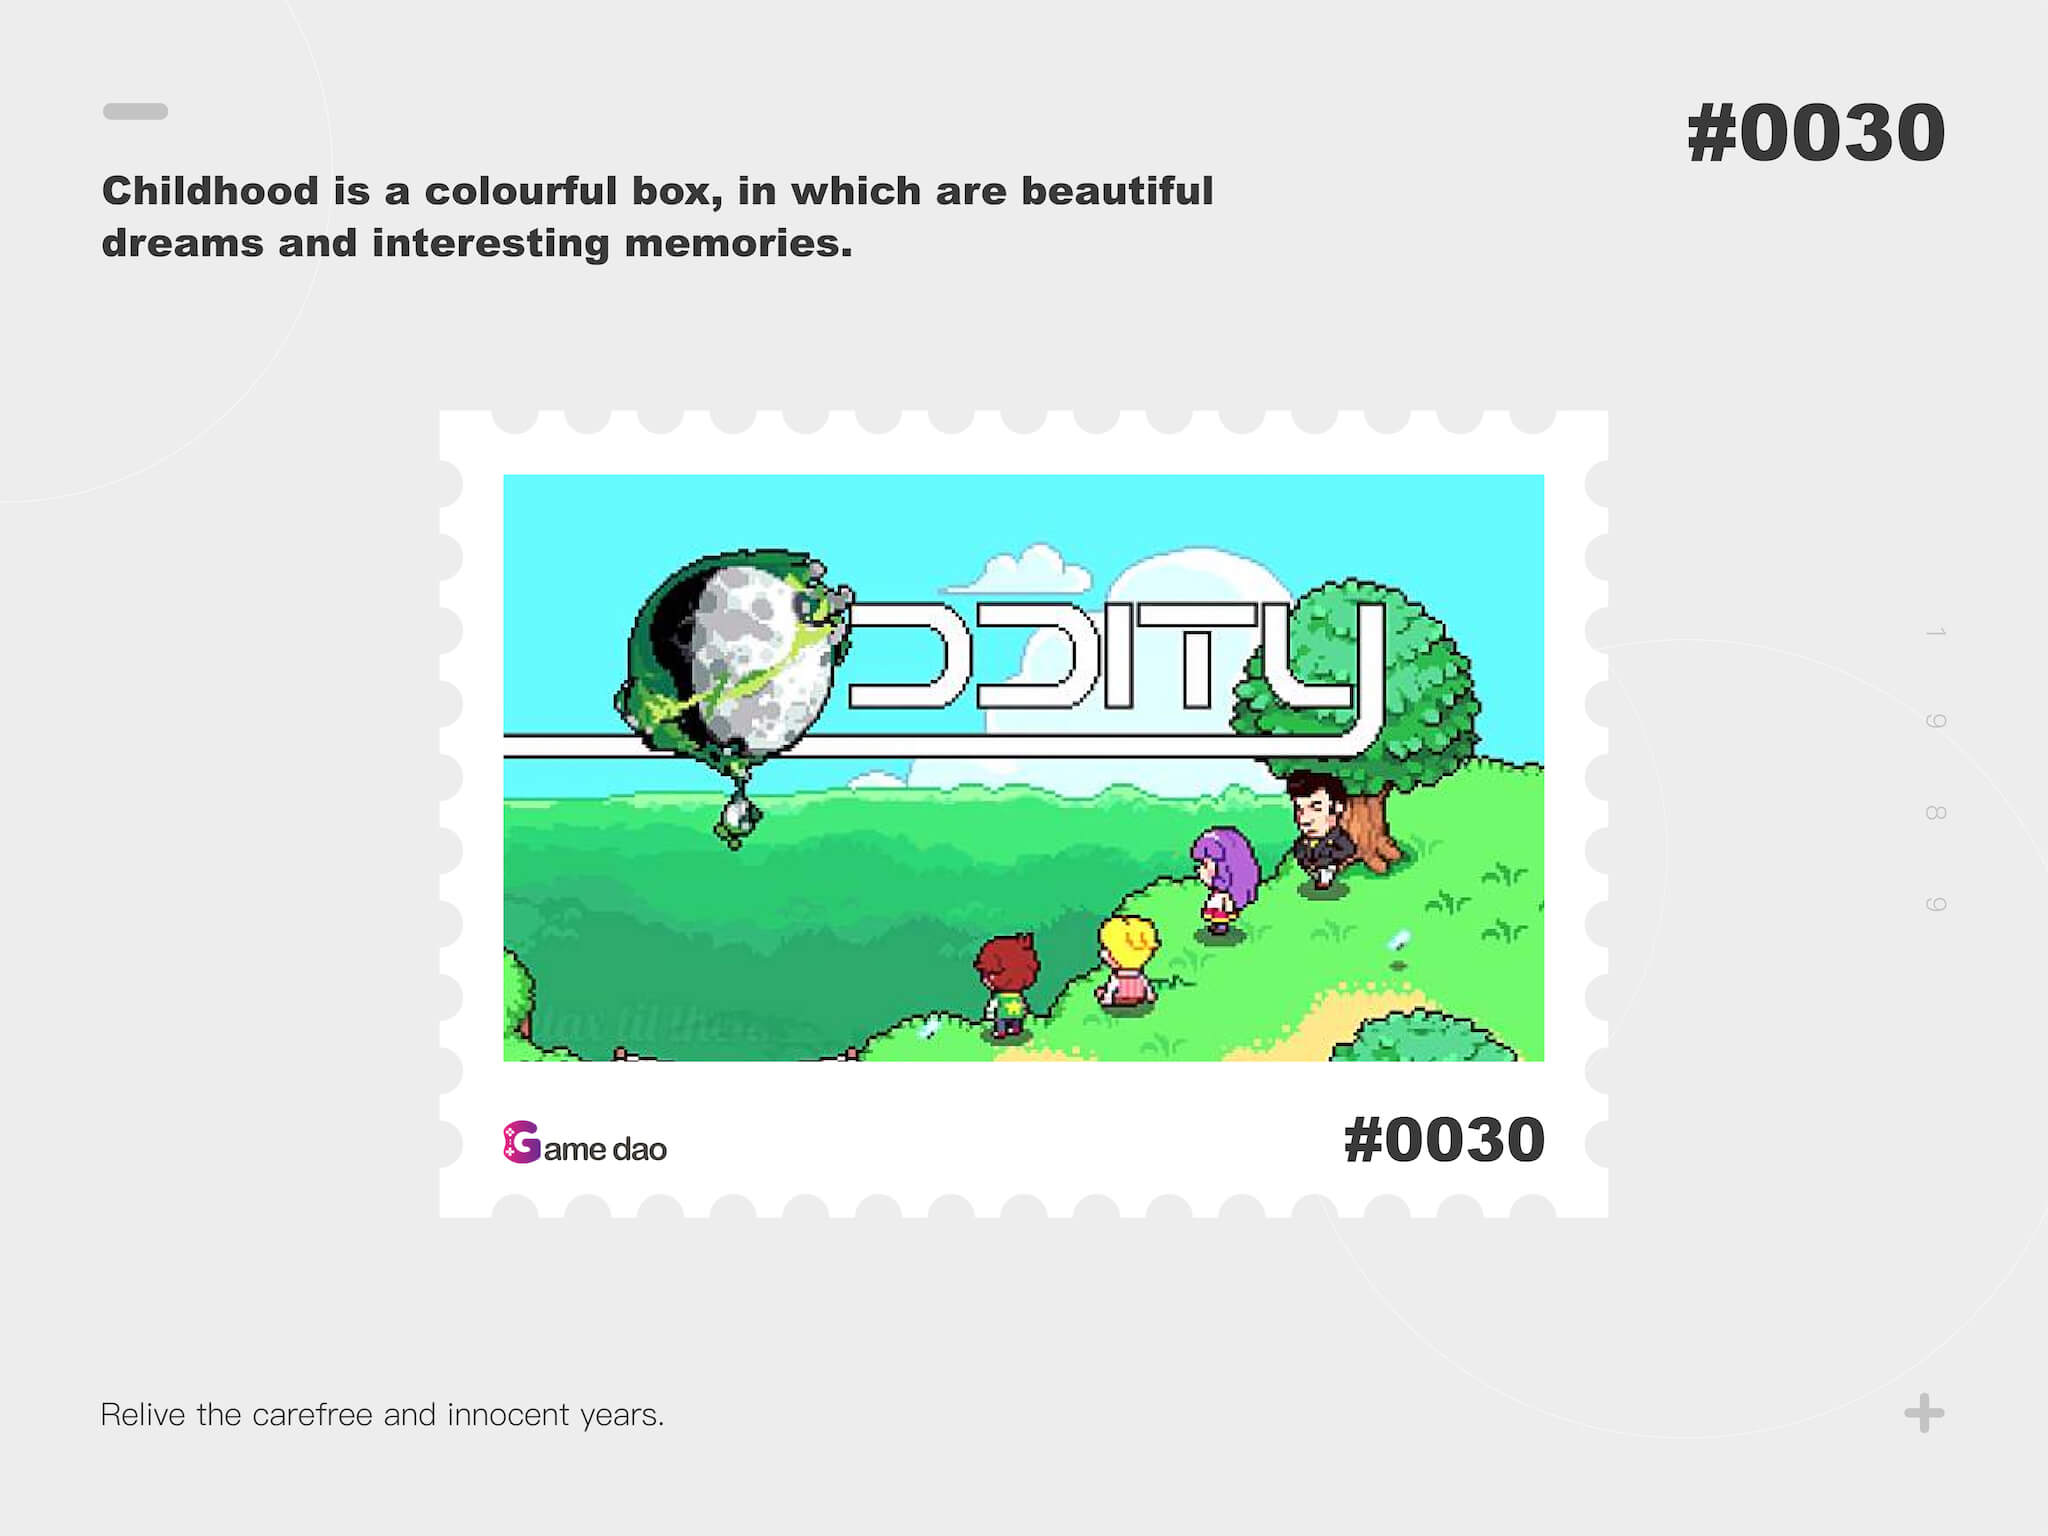 #0030
Childhood is a colourful box, in which are beautiful
dreams and interesting memories.
ODDITY
Game dao
#0030
1 9 8 9
Relive the carefree and innocent years.